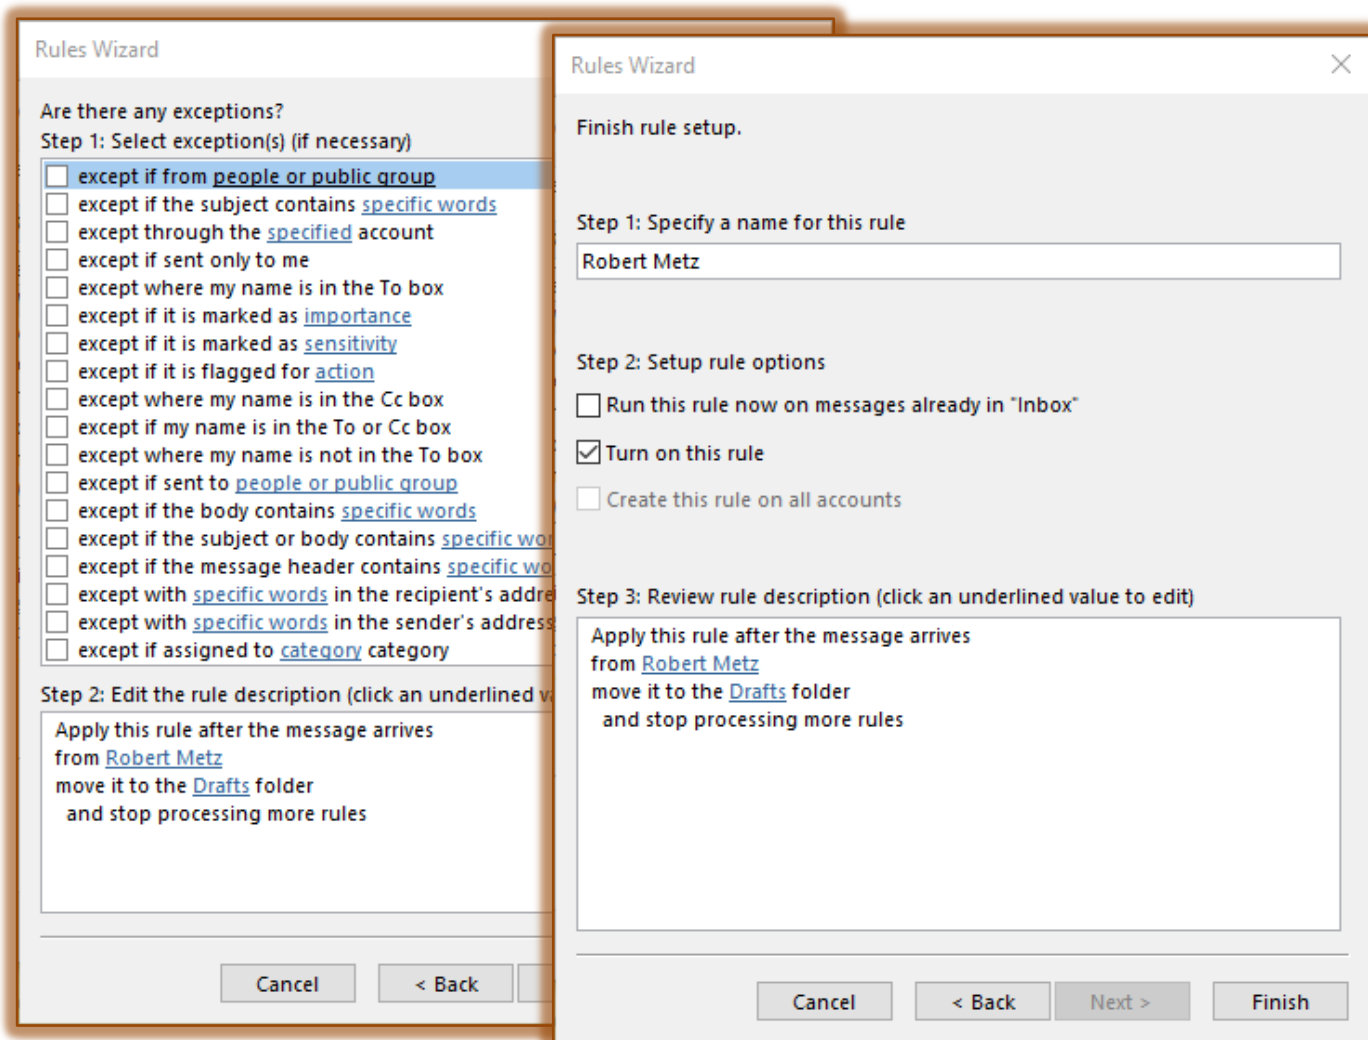 Rules Wizard
Are there any exceptions?
Step 1: Select exception(s) (if necessary)
except if from people or public group
except if the subject contains specific words
except through the specified account
except if sent only to me
except where my name is in the To box
except if it is marked as importance
except if it is marked as sensitivity
except if it is flagged for action
except where my name is in the Cc box
except if my name is in the To or Cc box
except where my name is not in the To box
except if sent to people or public group
except if the body contains specific words
except if the subject or body contains specific
except if the message header contains specific
except with specific words in the recipient's
except with specific words in the sender's address
except if assigned to category category
Step 2: Edit the rule description (click an underlined
Apply this rule after the message arrives
from Robert Metz
move it to the Drafts folder
and stop processing more rules
Cancel
< Back
Rules Wizard
Finish rule setup.
Step 1: Specify a name for this rule
Robert Metz
Step 2: Setup rule options
Run this rule now on messages already in "Inbox"
Turn on this rule
Create this rule on all accounts
Step 3: Review rule description (click an underlined value to edit)
Apply this rule after the message arrives
from Robert Metz
move it to the Drafts folder
and stop processing more rules
Cancel
< Back
Next >
Finish